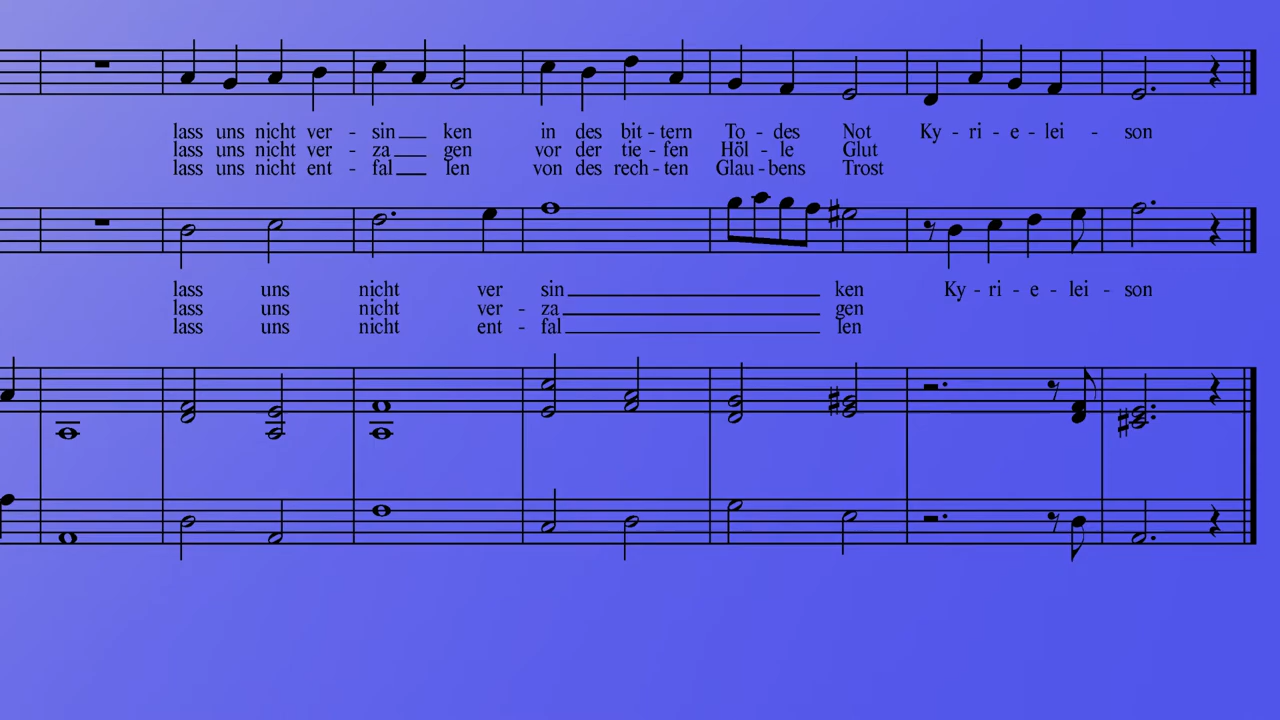 lass uns nicht ver - sin ken in des bit - tern To - des Not Ky - ri - e - lei - son
lass uns nicht ver - za gen vor der tie - fen Höl - le Glut
lass uns nicht ent - fal len von des rech - ten Glau - bens Trost
lass uns nicht ver sin ken Ky - ri - e - lei - son
lass uns nicht ver - za gen
lass uns nicht ent - fal len